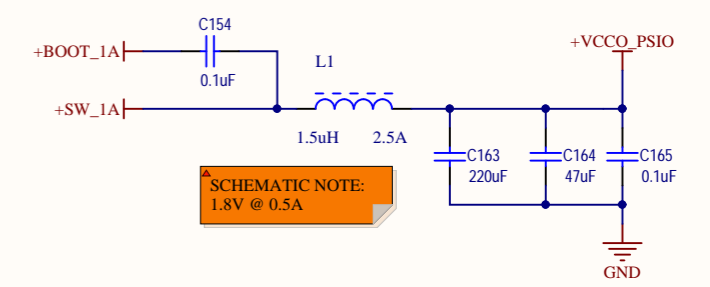 C154
+VCCO_PSIO
+BOOT_1A
0.1uF
L1
+SW_1A
1.5uH 2.5A
C163 C164 C165
220uF 47uF 0.1uF
SCHEMATIC NOTE:
1.8V @ 0.5A
GND